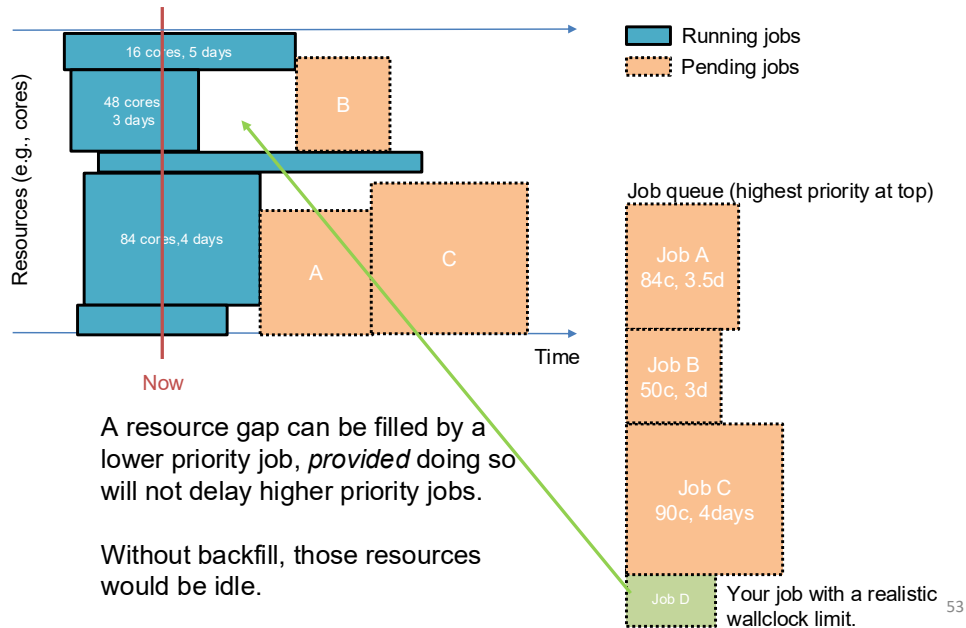 Resources (e.g., cores)
16 cores, 5 days
48 cores
3 days
84 cores,4 days
B
A
C
Time
Now
Running jobs
Pending jobs
Job queue (highest priority at top)
Job A
84c, 3.5d
Job B
50c, 3d
Job C
90c, 4days
Job D
Your job with a realistic
wallclock limit.
A resource gap can be filled by a
lower priority job, provided doing so
will not delay higher priority jobs.
Without backfill, those resources
would be idle.
53